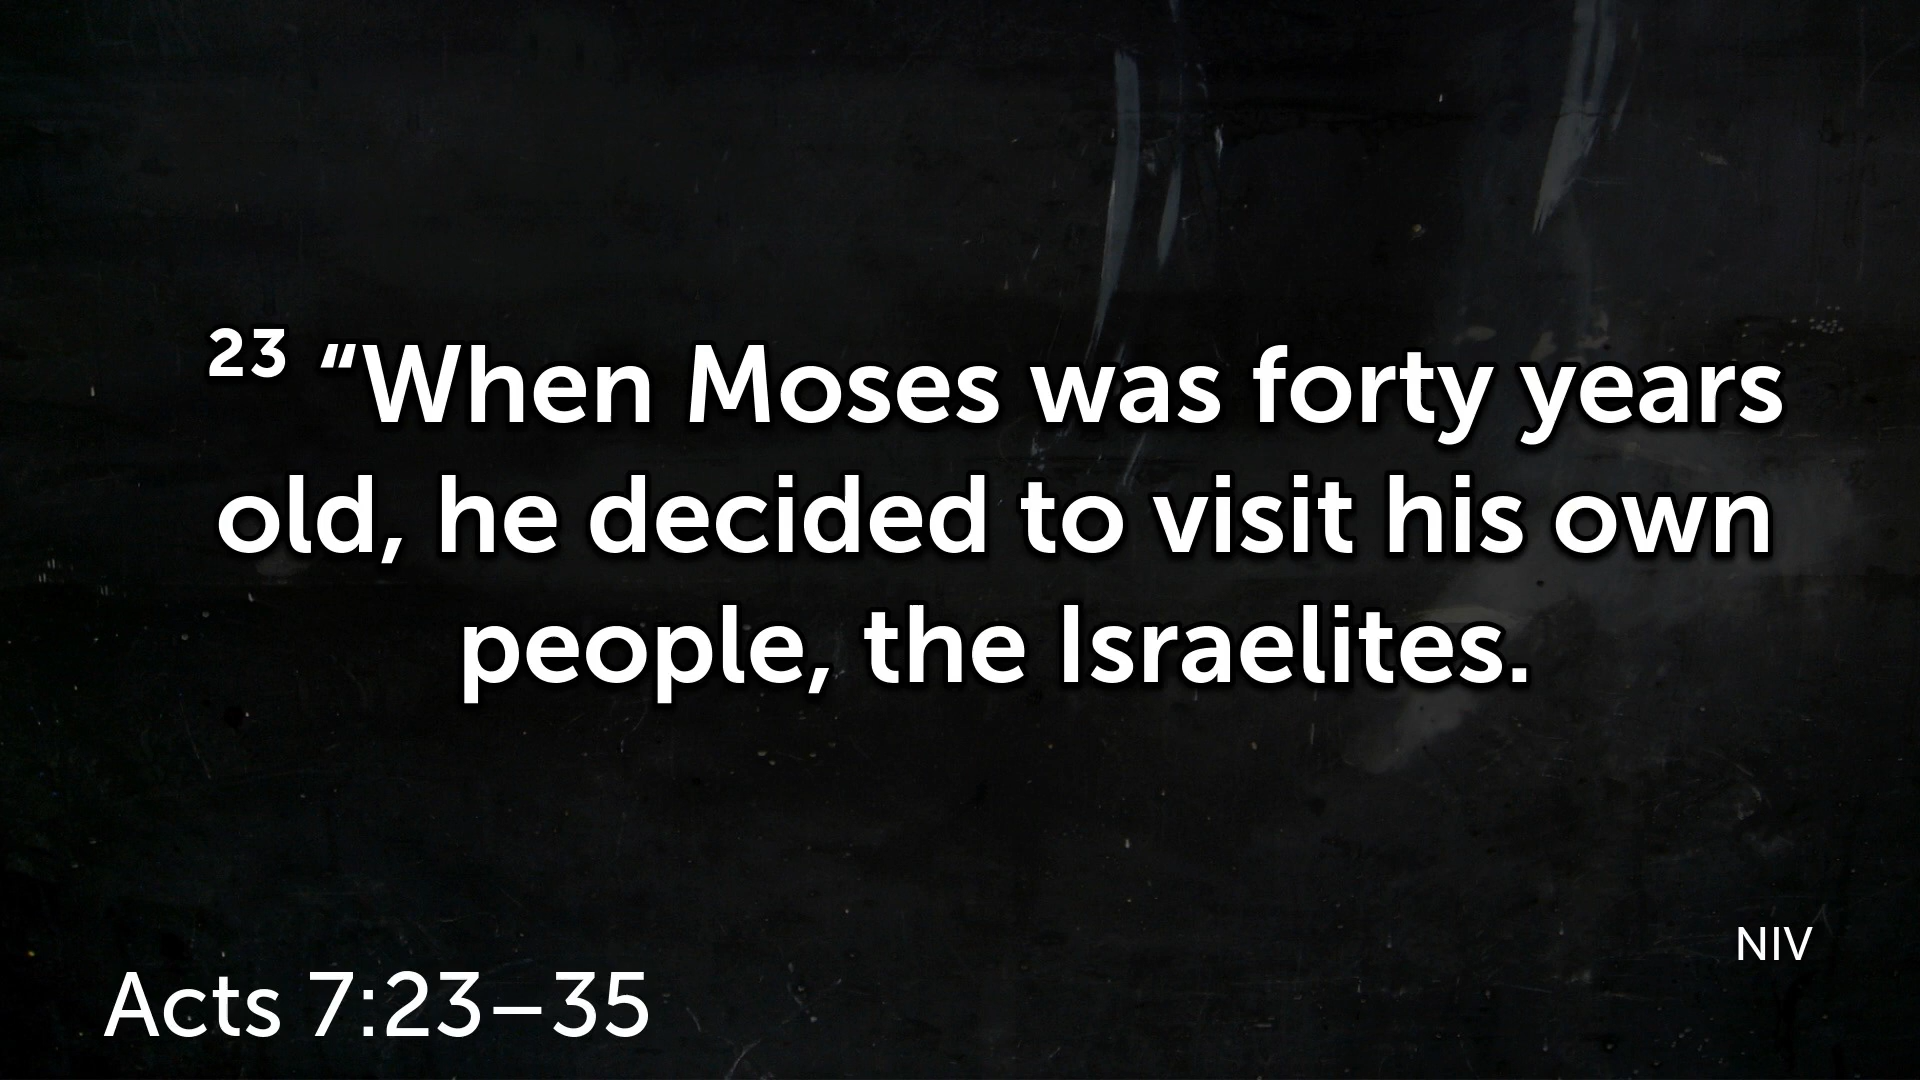 23 “When Moses was forty years
old, he decided to visit his own
people, the Israelites.
NIV
Acts 7:23–35